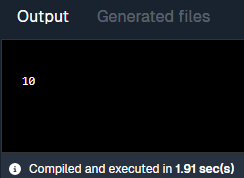 Output Generated files
10
Compiled and executed in 1.91 sec(s)